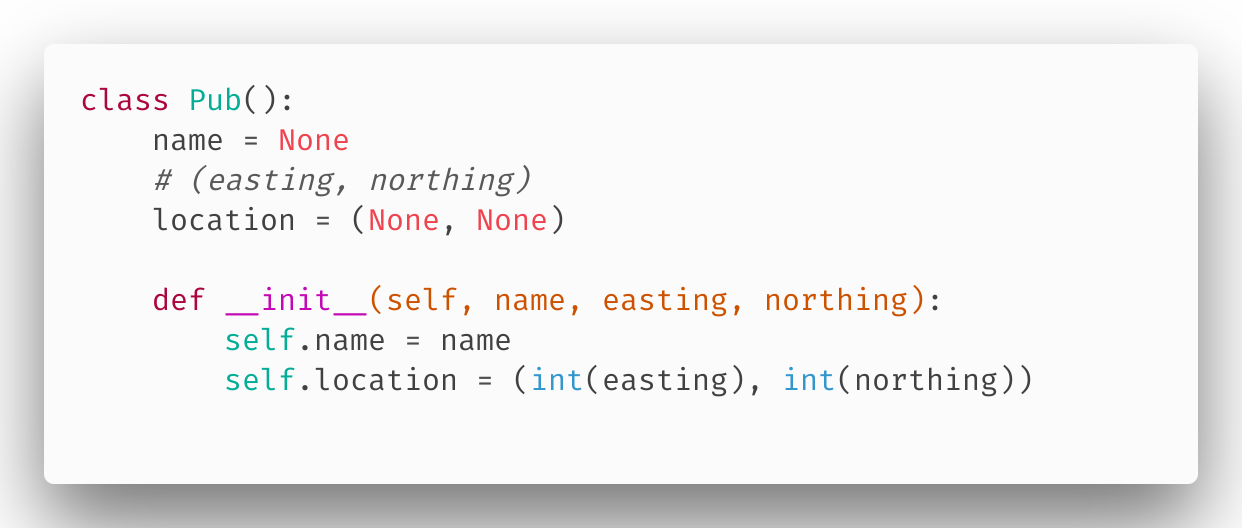 class Pub():
    name = None
    # (easting, northing)
    location = (None, None)

    def __init__(self, name, easting, northing):
        self.name = name
        self.location = (int(easting), int(northing))